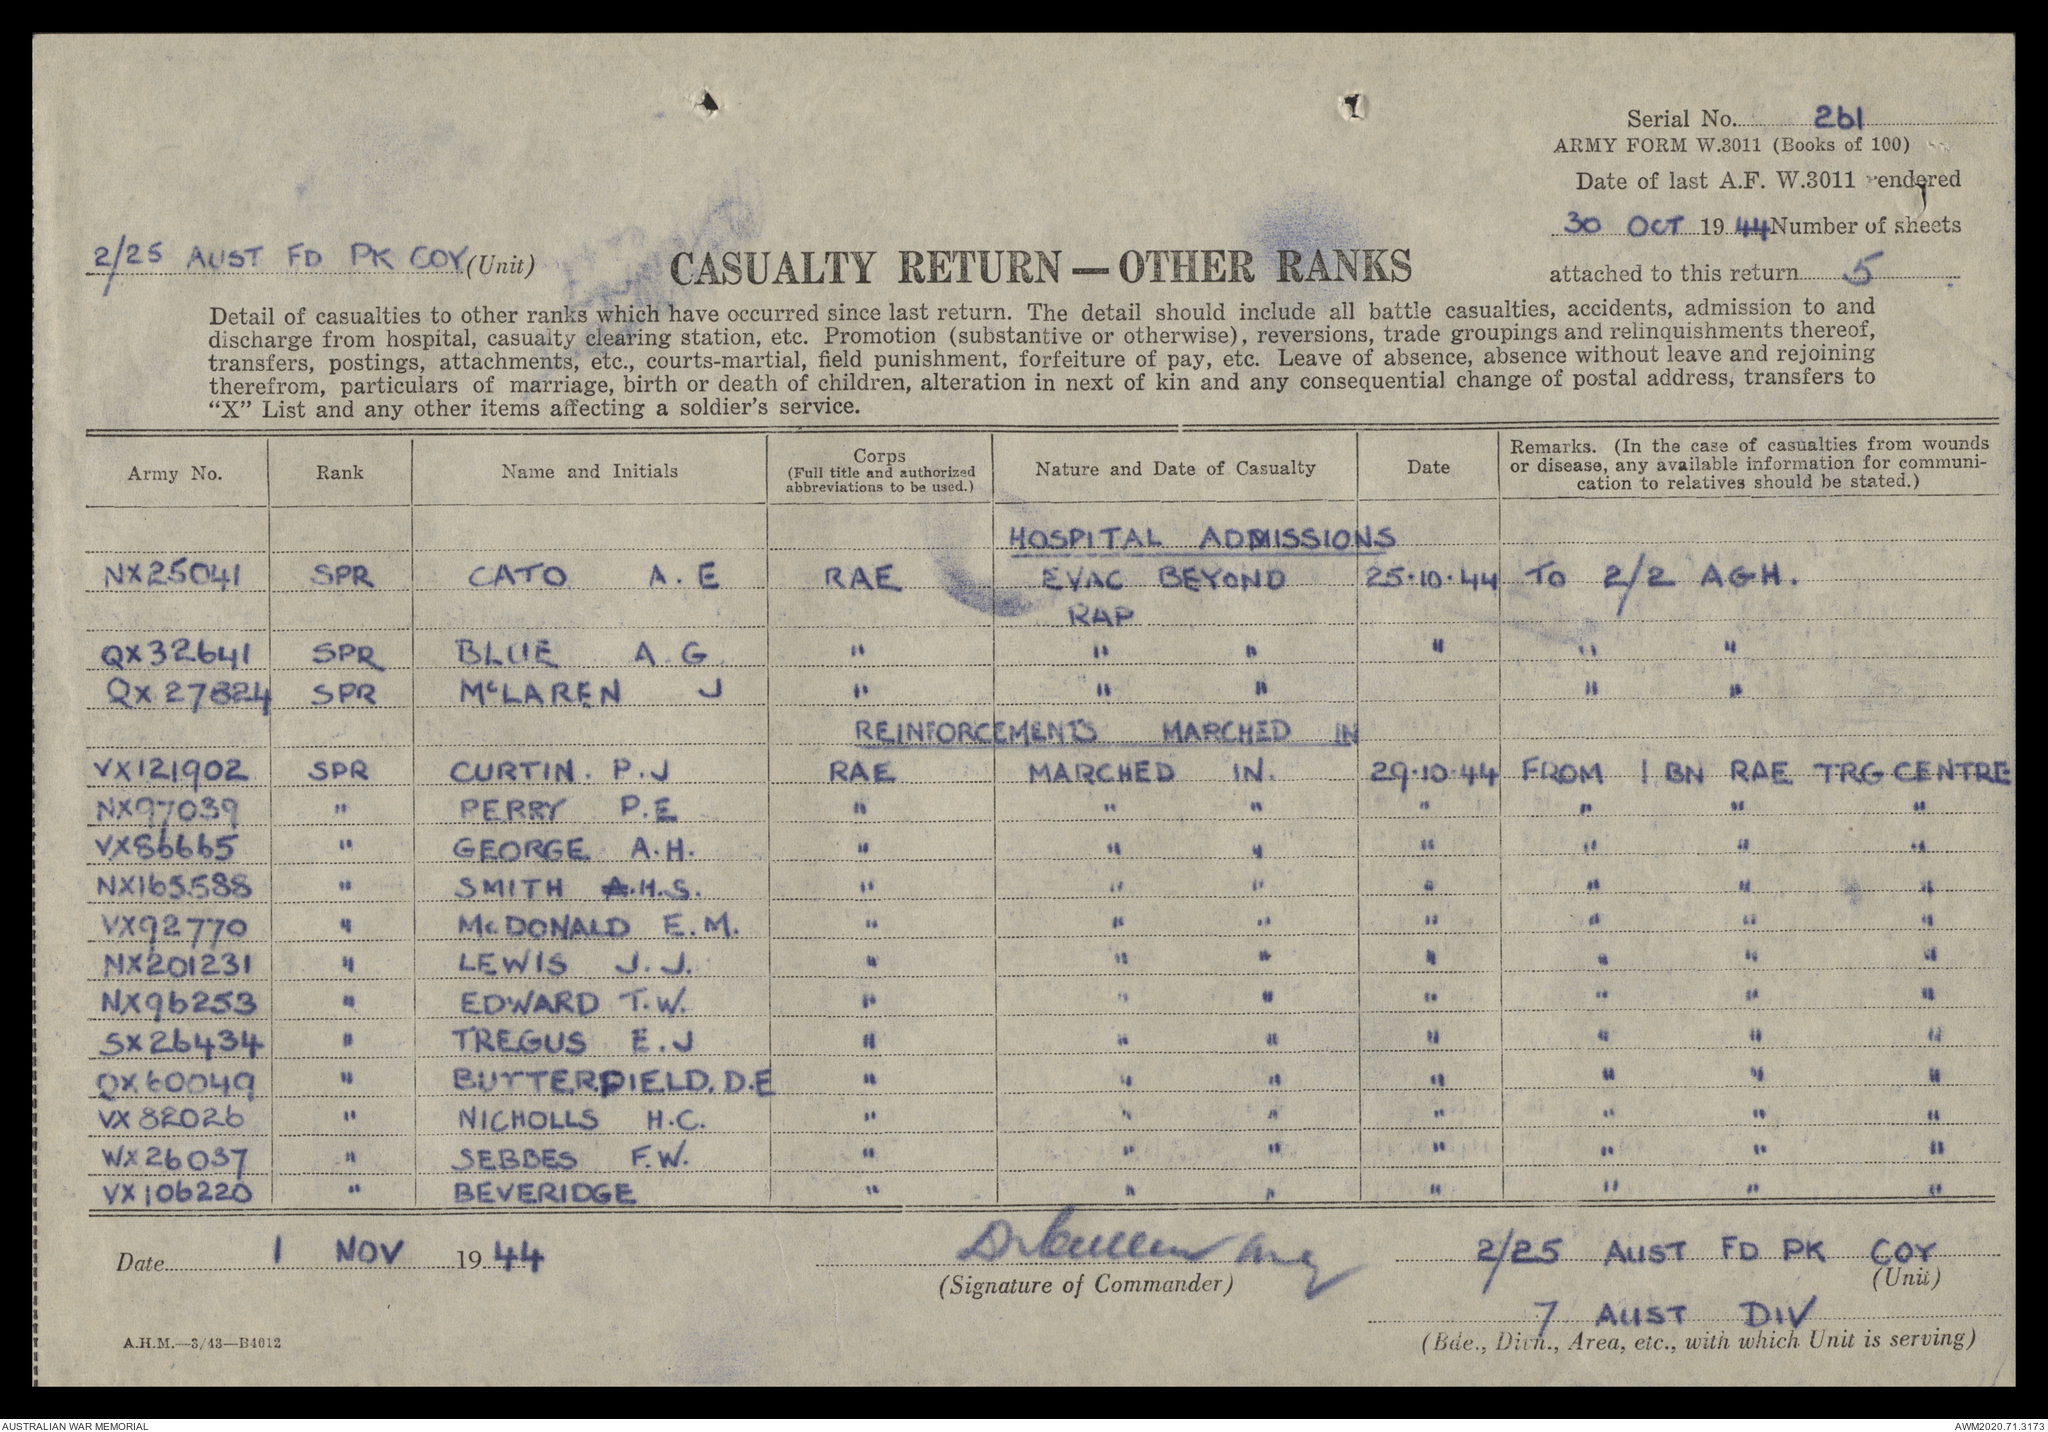 Serial No. 261
ARMY FORM W.3011 (Books of 100)
Date of last A.F. W.3011 rendered
30 OCT 1944 Number of sheets
attached to this return 5
2/25 AUST FD PK COY (Unit)
CASUALTY RETURN — OTHER RANKS
Detail of casualties to other ranks which have occurred since last return. The detail should include all battle casualties, accidents, admission to and
discharge from hospital, casualty clearing station, etc. Promotion (substantive or otherwise), reversions, trade groupings and relinquishments thereof,
transfers, postings, attachments, etc., courts-martial, field punishment, forfeiture of pay, etc. Leave of absence, absence without leave and rejoining
therefrom, particulars of marriage, birth or death of children, alteration in next of kin and any consequential change of postal address, transfers to
“X” List and any other items affecting a soldier’s service.
Army No. Rank Name and Initials Corps (Full title and authorized abbreviations to be used.) Nature and Date of Casualty Date Remarks. (In the case of casualties from wounds or disease, any available information for communi- cation to relatives should be stated.)
HOSPITAL ADMISSIONS
NX25041 SPR CATO A.E RAE EVAC BEYOND 25.10.44 TO 2/2 AGH.
RAP
QX32641 SPR BLUE A.G. " " " " " "
QX27824 SPR McLAREN J " " " " "
REINFORCEMENTS MARCHED IN
VX121902 SPR CURTIN. P.J RAE MARCHED IN. 29.10.44 FROM 1 BN RAE TRG CENTRE
NX97039 " PERRY P.E " " " " " " "
VX86665 " GEORGE A.H. " " " " " " "
NX165588 " SMITH A.H.S. " " " " " " "
VX92770 " McDONALD E.M. " " " " " " "
NX201231 " LEWIS J.J. " " " " " " "
NX96253 " EDWARD T.W. " " " " " " "
SX26434 " TREGUS E.J " " " " " " "
QX60049 " BUTTERFIELD. D.E " " " " " " "
VX82026 " NICHOLLS H.C. " " " " " " "
WX26037 " SEBBES F.W. " " " " " " "
VX106220 " BEVERIDGE " " " " " " "
Date 1 NOV 1944
(Signature of Commander)
2/25 AUST FD PK COY
(Unit)
7 AUST DIV
(Bde., Divn., Area, etc., with which Unit is serving)
A.H.M.—3/43—B4612
AUSTRALIAN WAR MEMORIAL
AWM2020.71.3173